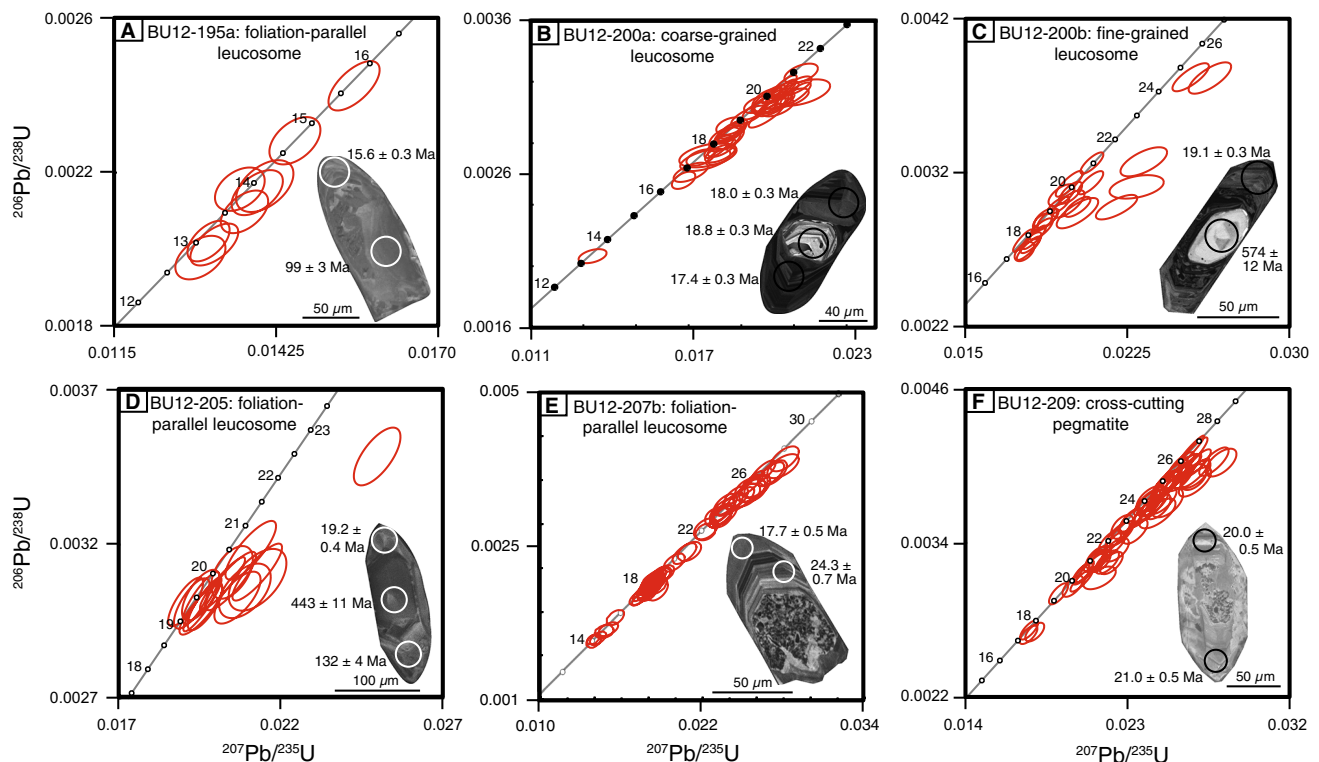 A BU12-195a: foliation-parallel
leucosome
0.0026
0.0022
0.0018
206Pb/238U
16
15
14
13
12
15.6 ± 0.3 Ma
99 ± 3 Ma
50 µm
0.0115
0.01425
0.0170
B BU12-200a: coarse-grained
leucosome
0.0036
0.0026
0.0016
22
20
18
16
14
12
18.0 ± 0.3 Ma
18.8 ± 0.3 Ma
17.4 ± 0.3 Ma
40 µm
0.011
0.017
0.023
C BU12-200b: fine-grained
leucosome
0.0042
0.0032
0.0022
26
24
22
20
18
16
19.1 ± 0.3 Ma
574 ±
12 Ma
50 µm
0.015
0.0225
0.030
D BU12-205: foliation-
parallel leucosome
0.0037
0.0032
0.0027
206Pb/238U
23
22
21
20
19
18
19.2 ±
0.4 Ma
443 ± 11 Ma
132 ± 4 Ma
100 µm
0.017
0.022
0.027
207Pb/235U
E BU12-207b: foliation-
parallel leucosome
0.005
0.0025
0.001
30
26
22
18
14
17.7 ± 0.5 Ma
24.3 ±
0.7 Ma
50 µm
0.010
0.022
0.034
207Pb/235U
F BU12-209: cross-cutting
pegmatite
0.0046
0.0034
0.0022
28
26
24
22
20
18
16
20.0 ±
0.5 Ma
21.0 ± 0.5 Ma
50 µm
0.014
0.023
0.032
207Pb/235U